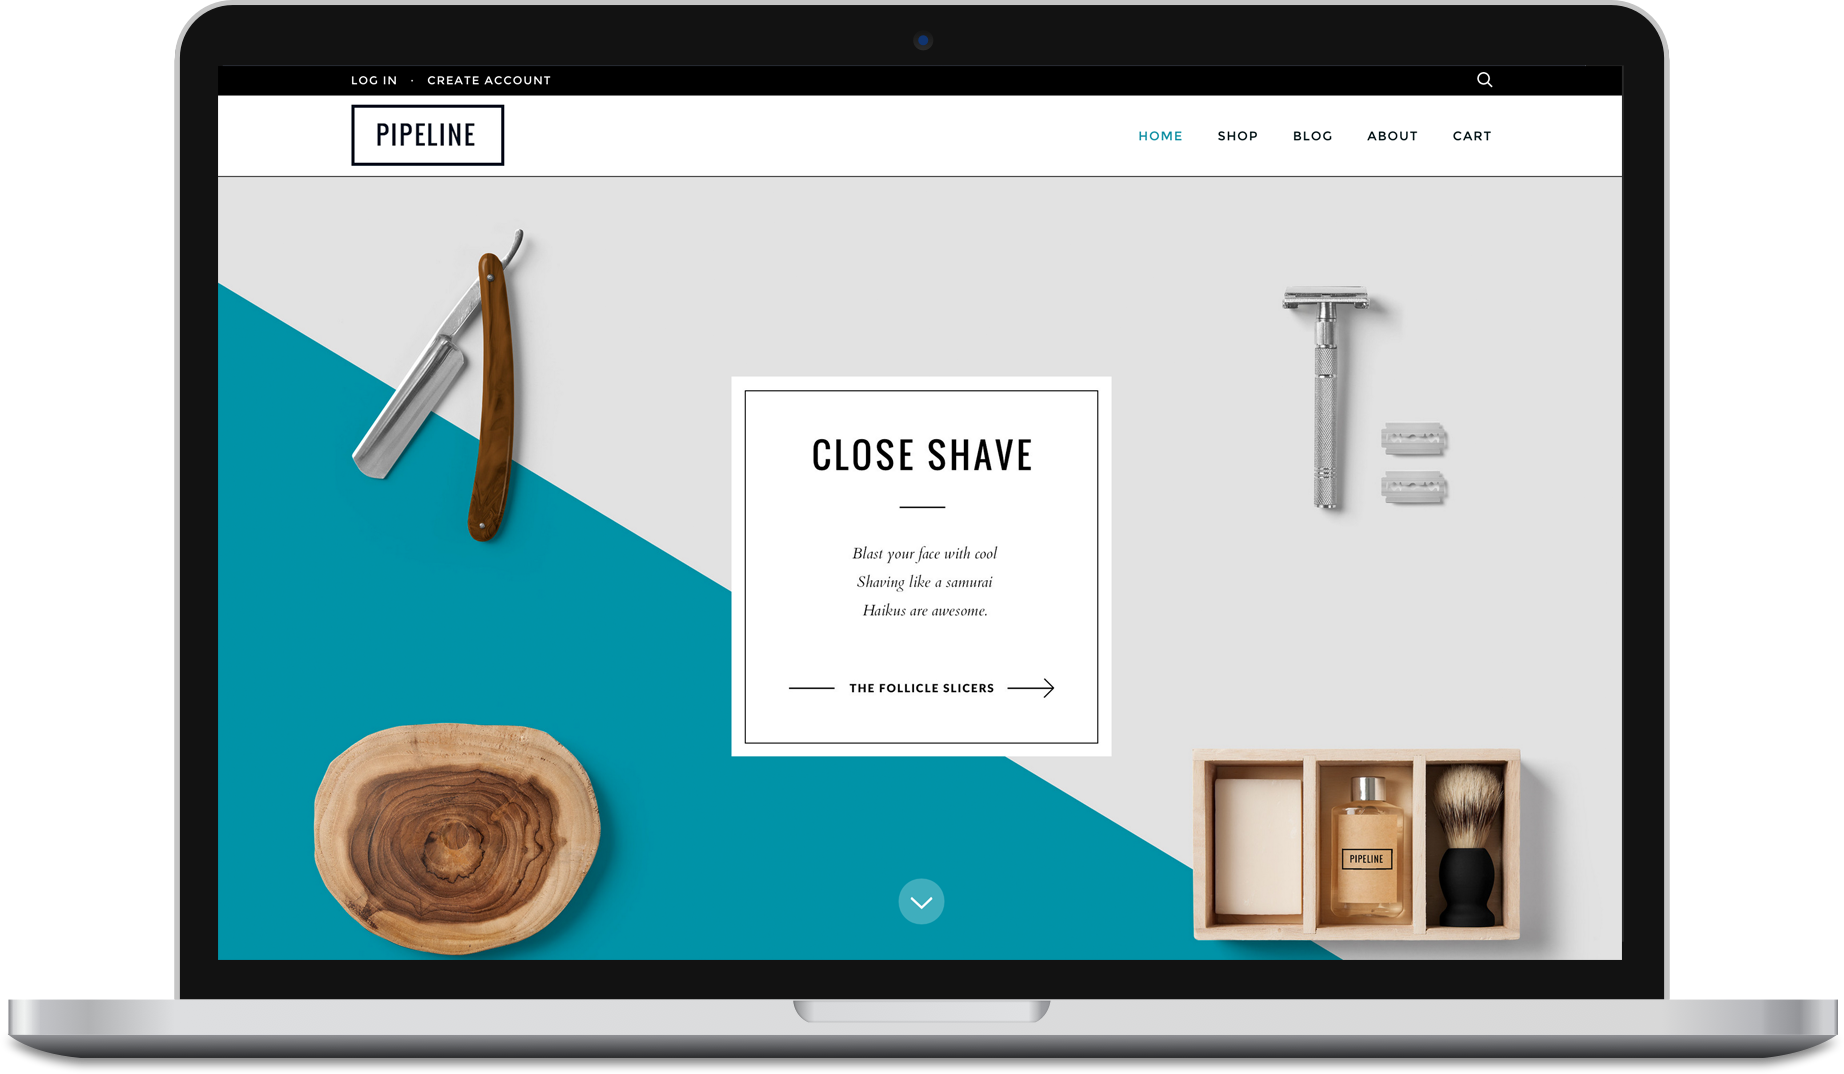 LOG IN · CREATE ACCOUNT
PIPELINE
HOME SHOP BLOG ABOUT CART
CLOSE SHAVE
Blast your face with cool
Shaving like a samurai
Haikus are awesome.
THE FOLLICLE SLICERS
PIPELINE